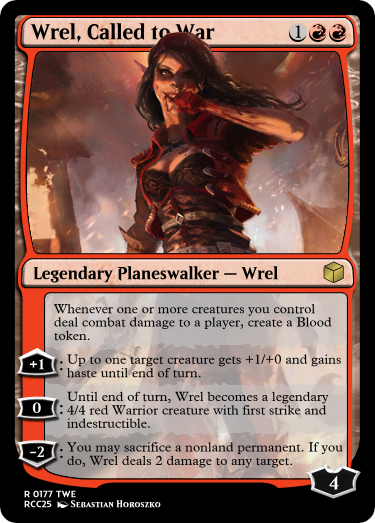 Wrel, Called to War 1
Legendary Planeswalker — Wrel
Whenever one or more creatures you control
deal combat damage to a player, create a Blood
token.
+1: Up to one target creature gets +1/+0 and gains
haste until end of turn.
Until end of turn, Wrel becomes a legendary
0: 4/4 red Warrior creature with first strike and
indestructible.
-2: You may sacrifice a nonland permanent. If you
do, Wrel deals 2 damage to any target.
4
R 0177 TWE
RCC25 Sebastian Horoszko